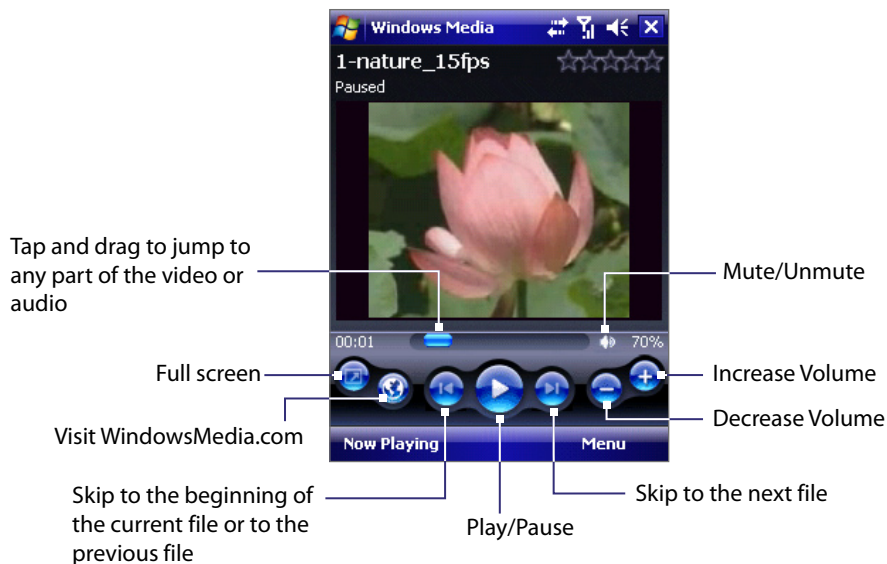 Windows Media
1-nature_15fps
Paused
Tap and drag to jump to
any part of the video or
audio
Mute/Unmute
00:01
70%
Full screen
Increase Volume
Decrease Volume
Visit WindowsMedia.com
Now Playing
Menu
Skip to the beginning of
the current file or to the
previous file
Play/Pause
Skip to the next file